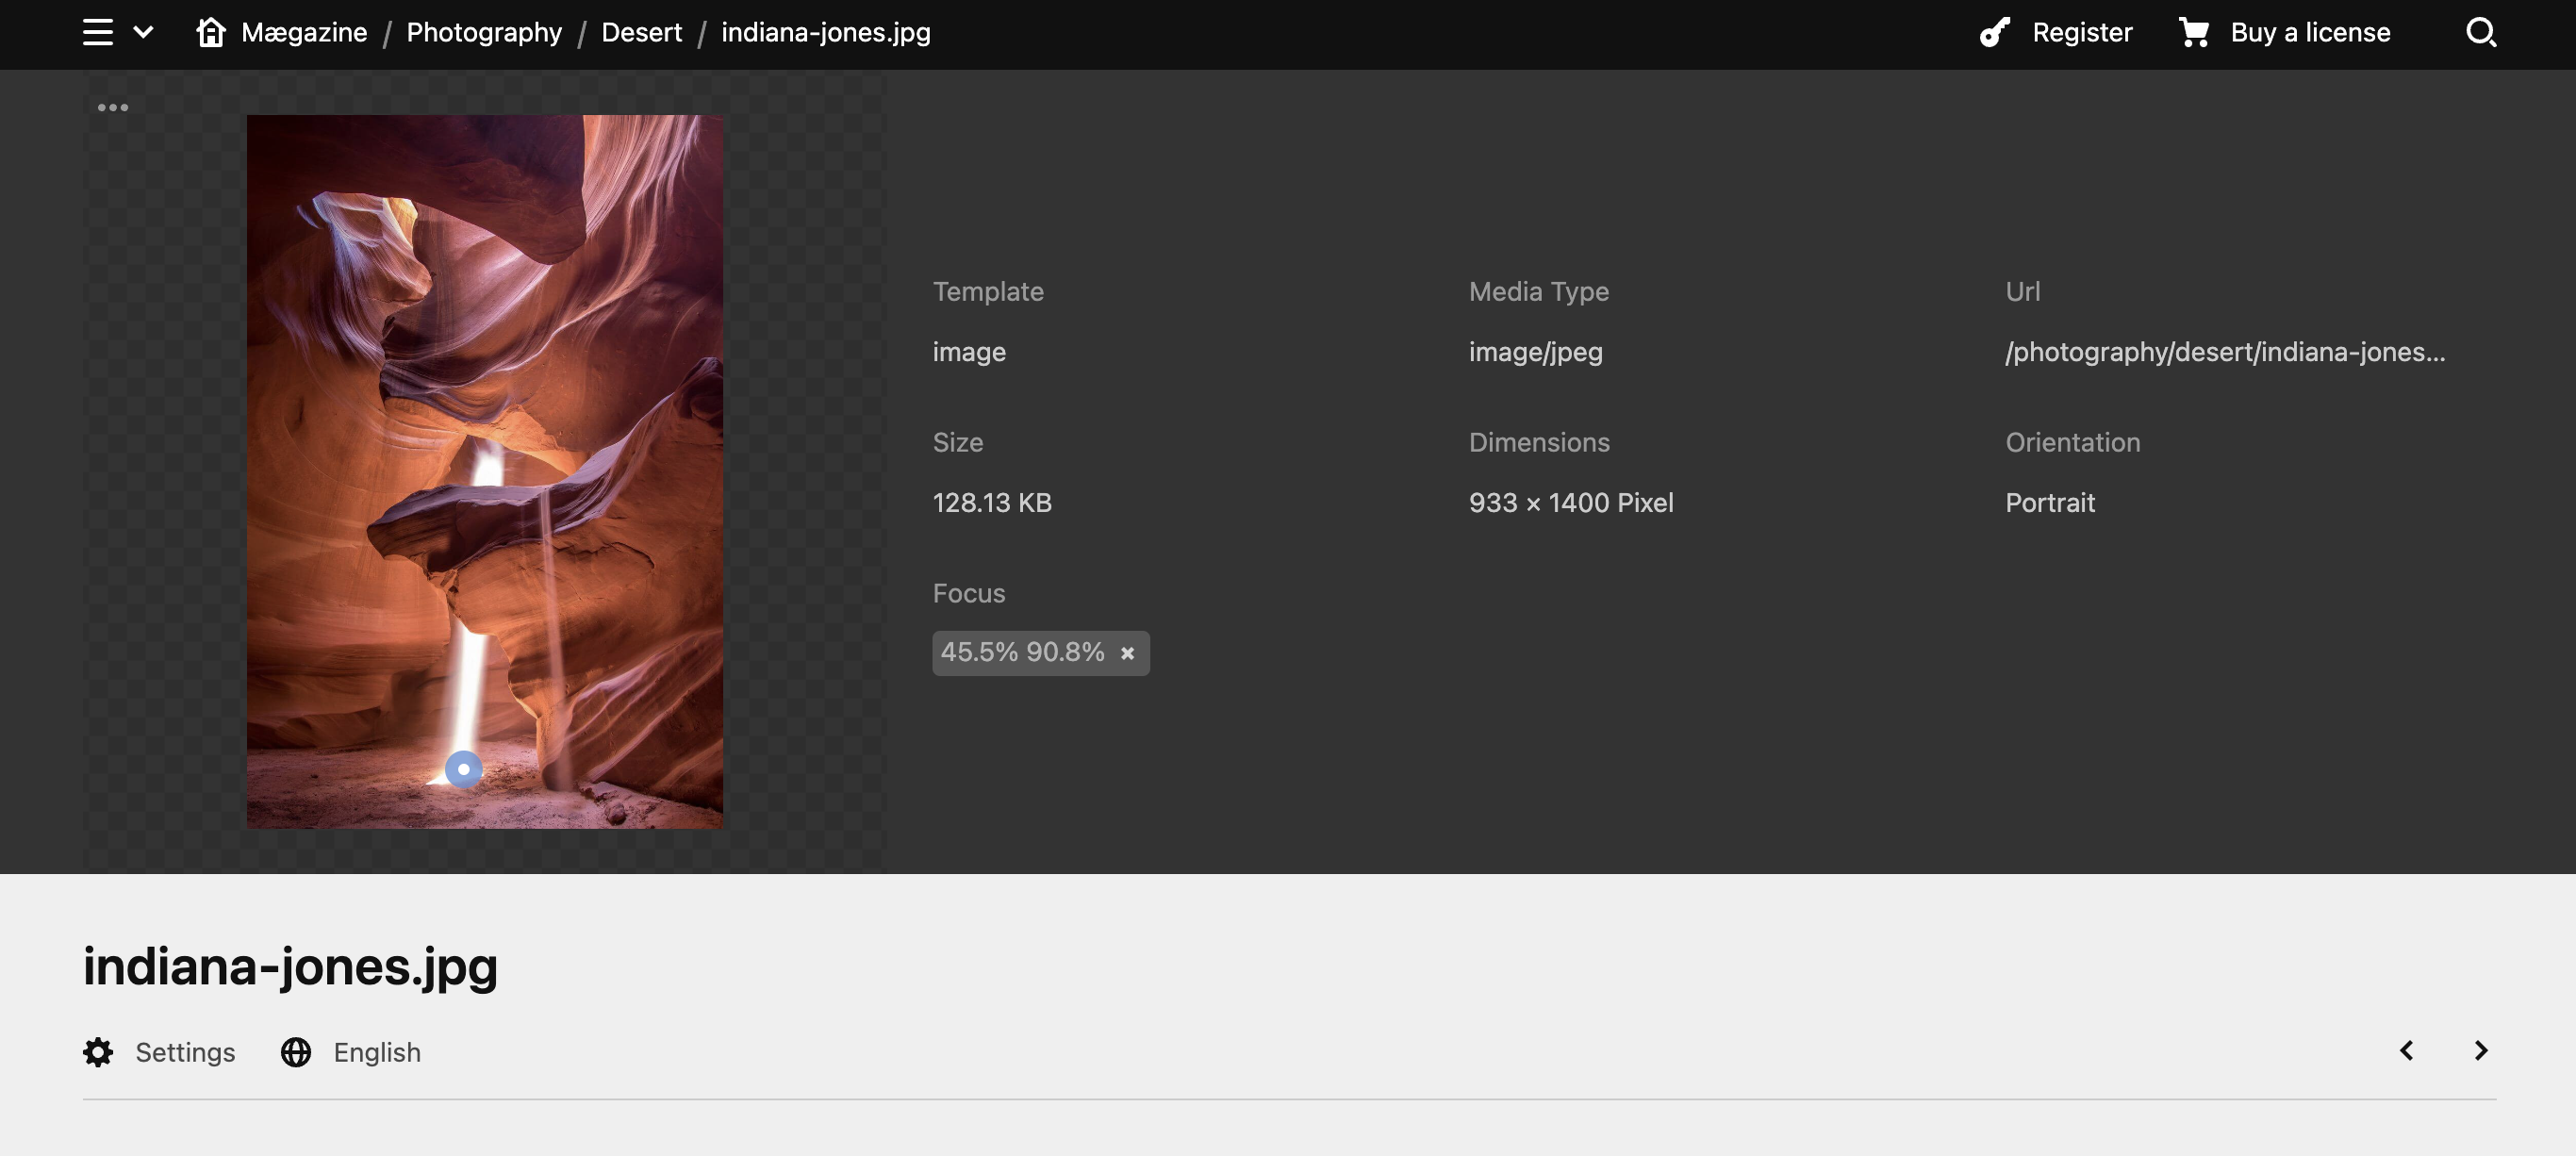 Mægazine / Photography / Desert / indiana-jones.jpg
Register
Buy a license
Template
image
Media Type
image/jpeg
Url
/photography/desert/indiana-jones...
Size
128.13 KB
Dimensions
933 × 1400 Pixel
Orientation
Portrait
Focus
45.5% 90.8%
indiana-jones.jpg
Settings
English